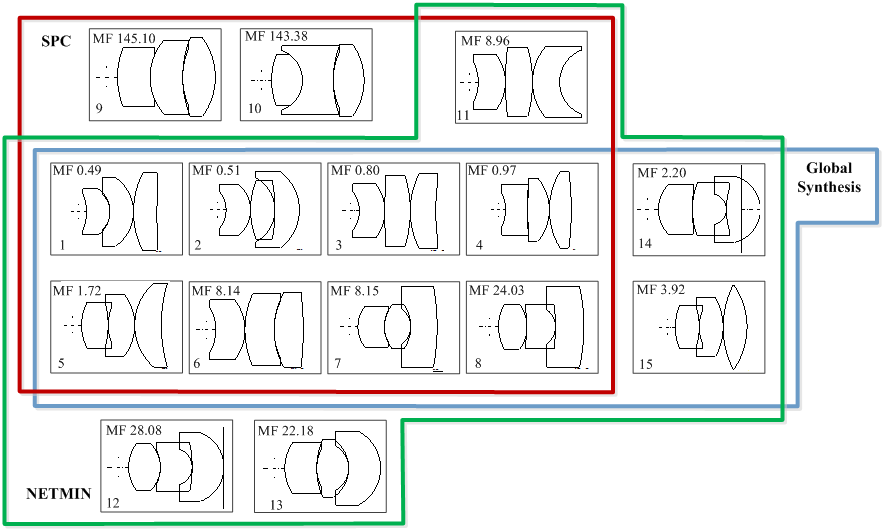 SPC
MF 145.10
9
MF 143.38
10
MF 8.96
11
Global
Synthesis
MF 0.49
1
MF 0.51
2
MF 0.80
3
MF 0.97
4
MF 2.20
14
MF 1.72
5
MF 8.14
6
MF 8.15
7
MF 24.03
8
MF 3.92
15
NETMIN
MF 28.08
12
MF 22.18
13